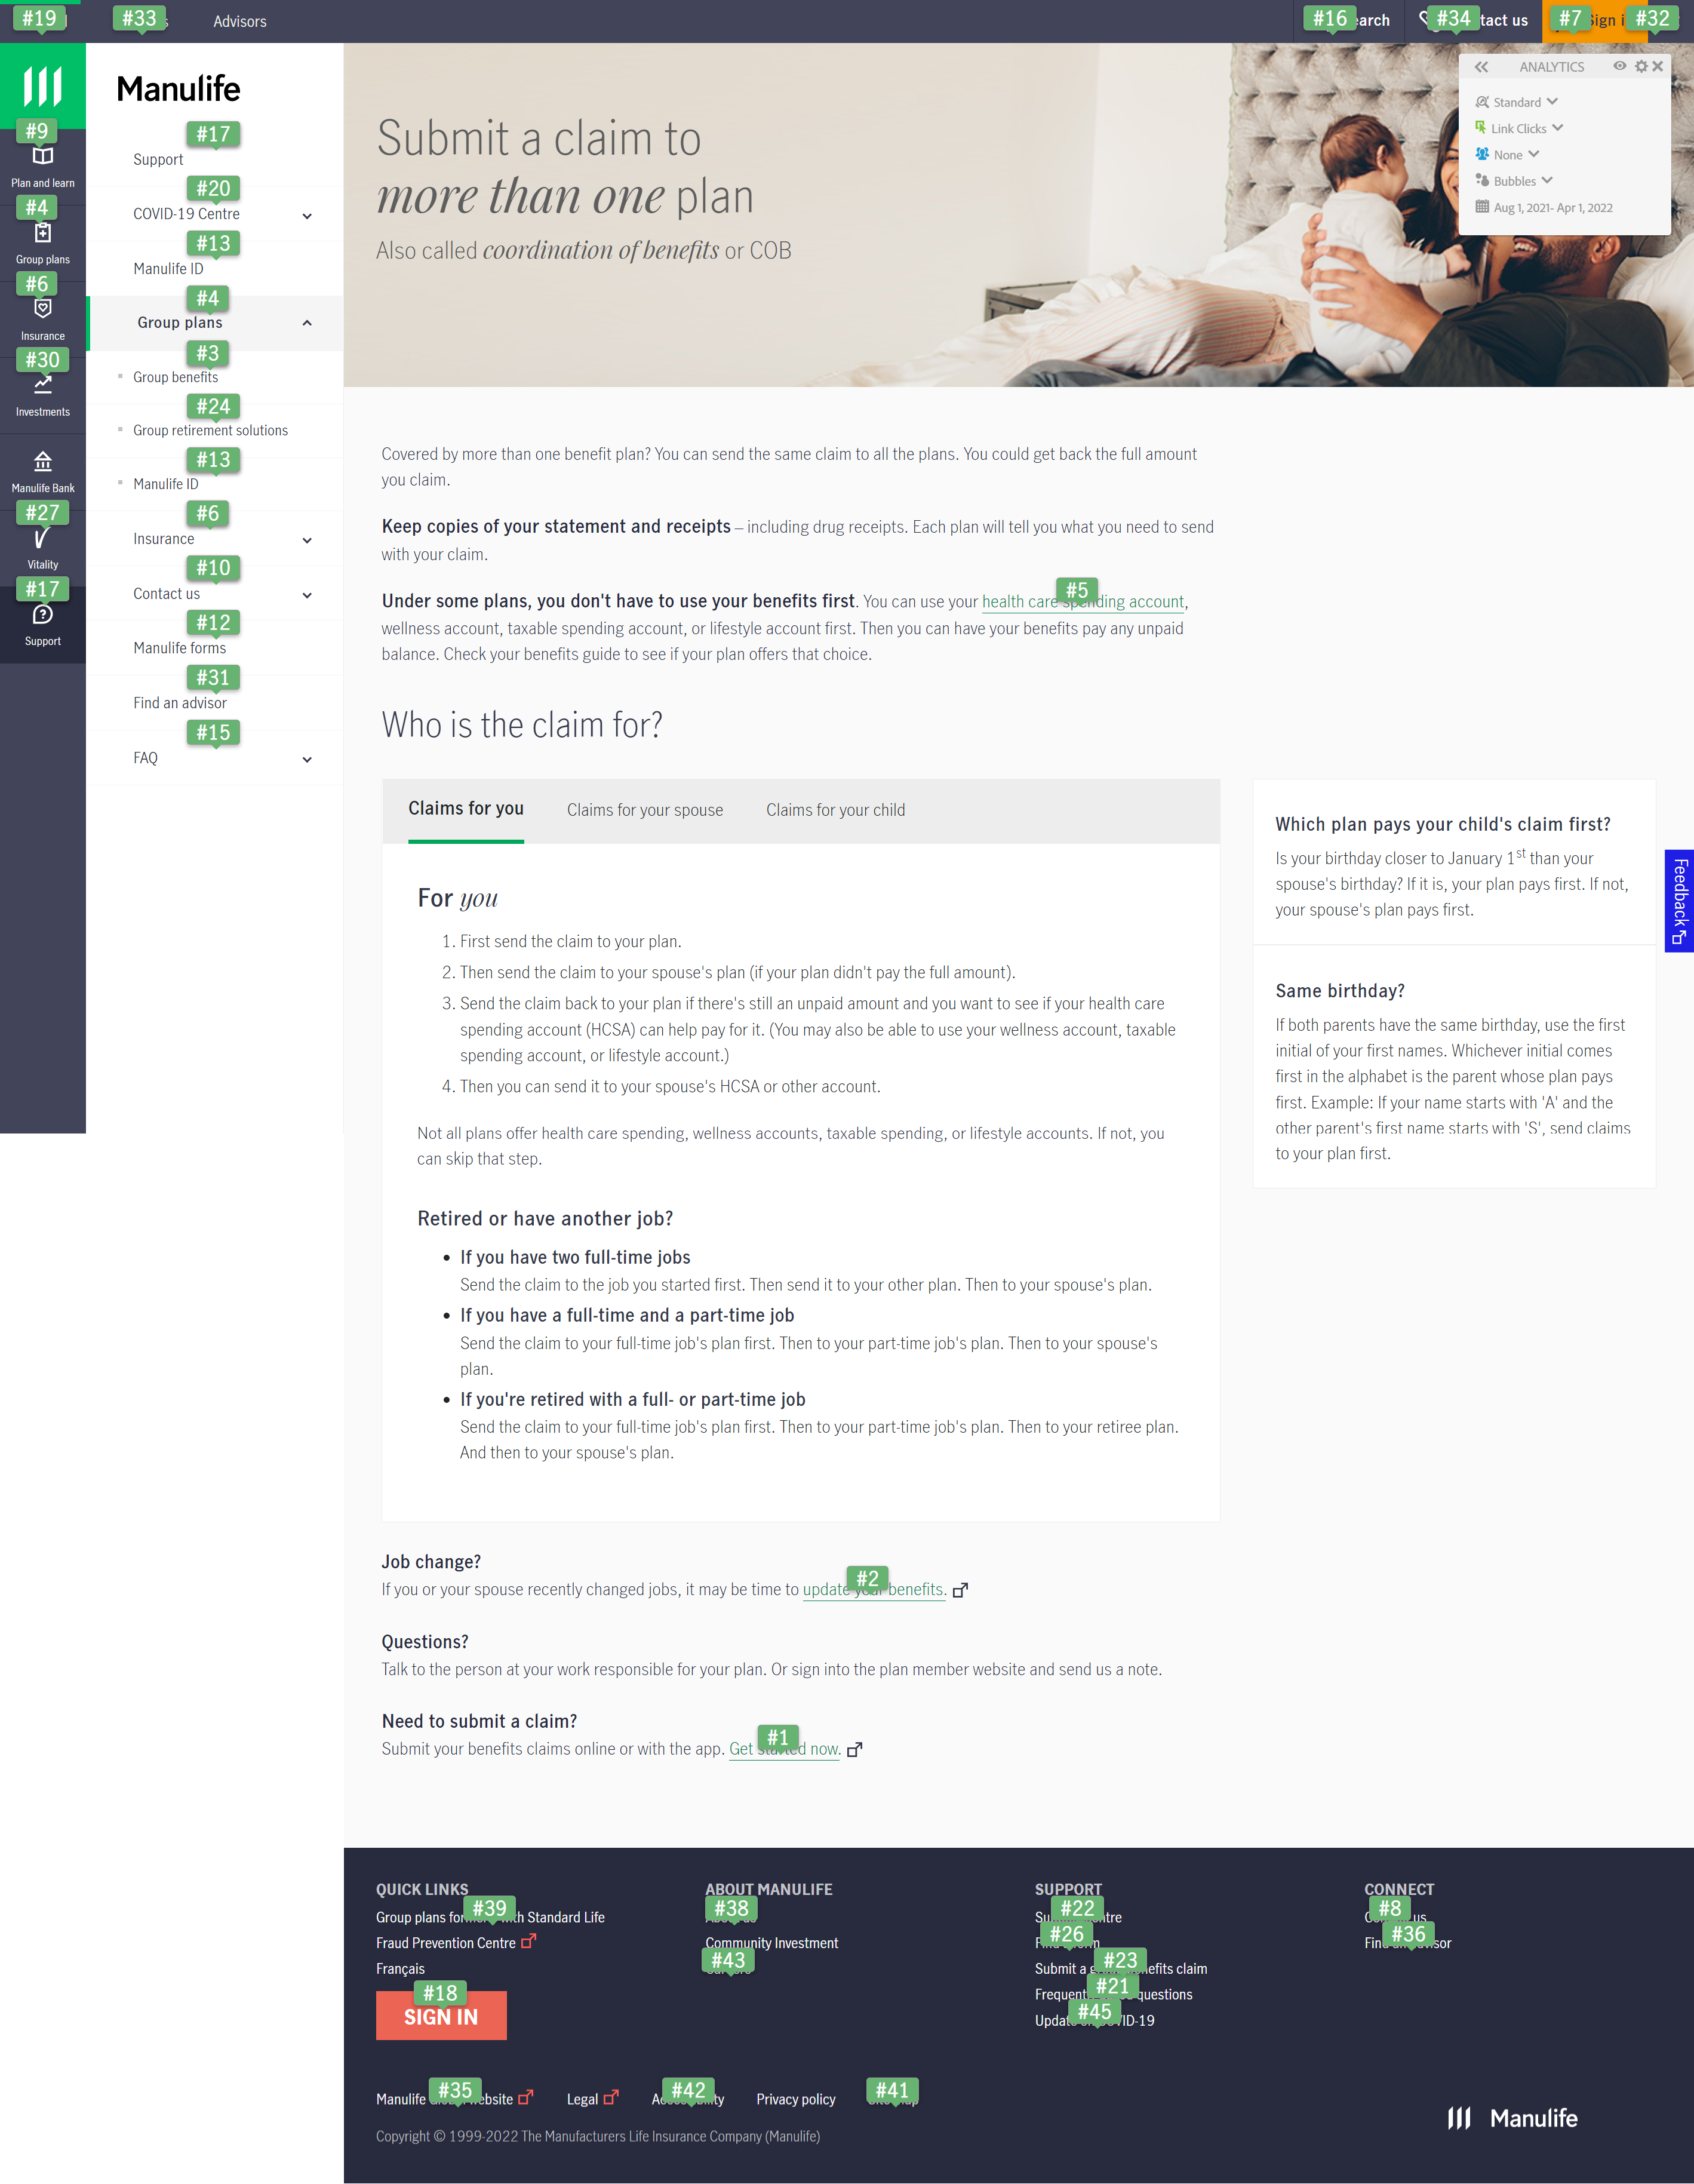 #19
#33
Advisors
#16
#34
tact us
#7
#32
ANALYTICS
Standard
Link Clicks
None
Bubbles
Aug 1, 2021- Apr 1, 2022
#9
Plan and learn
#4
Group plans
#6
Insurance
#30
Investments
Manulife Bank
#27
Vitality
#17
Support
Manulife
#17
Support
#20
COVID-19 Centre
#13
Manulife ID
#4
Group plans
#3
Group benefits
#24
Group retirement solutions
#13
Manulife ID
#6
Insurance
#10
Contact us
#12
Manulife forms
#31
Find an advisor
#15
FAQ
Submit a claim to
more than one plan
Also called coordination of benefits or COB
Covered by more than one benefit plan? You can send the same claim to all the plans. You could get back the full amount
you claim.
Keep copies of your statement and receipts – including drug receipts. Each plan will tell you what you need to send
with your claim.
#5
Under some plans, you don't have to use your benefits first. You can use your health care spending account,
wellness account, taxable spending account, or lifestyle account first. Then you can have your benefits pay any unpaid
balance. Check your benefits guide to see if your plan offers that choice.
Who is the claim for?
Claims for you Claims for your spouse Claims for your child
For you
1. First send the claim to your plan.
2. Then send the claim to your spouse's plan (if your plan didn't pay the full amount).
3. Send the claim back to your plan if there's still an unpaid amount and you want to see if your health care
spending account (HCSA) can help pay for it. (You may also be able to use your wellness account, taxable
spending account, or lifestyle account.)
4. Then you can send it to your spouse's HCSA or other account.
Not all plans offer health care spending, wellness accounts, taxable spending, or lifestyle accounts. If not, you
can skip that step.
Retired or have another job?
• If you have two full-time jobs
Send the claim to the job you started first. Then send it to your other plan. Then to your spouse's plan.
• If you have a full-time and a part-time job
Send the claim to your full-time job's plan first. Then to your part-time job's plan. Then to your spouse's
plan.
• If you're retired with a full- or part-time job
Send the claim to your full-time job's plan first. Then to your part-time job's plan. Then to your retiree plan.
And then to your spouse's plan.
Which plan pays your child's claim first?
Is your birthday closer to January 1st than your
spouse's birthday? If it is, your plan pays first. If not,
your spouse's plan pays first.
Same birthday?
If both parents have the same birthday, use the first
initial of your first names. Whichever initial comes
first in the alphabet is the parent whose plan pays
first. Example: If your name starts with 'A' and the
other parent's first name starts with 'S', send claims
to your plan first.
Feedback
Job change?
#2
If you or your spouse recently changed jobs, it may be time to update your benefits.
Questions?
Talk to the person at your work responsible for your plan. Or sign into the plan member website and send us a note.
Need to submit a claim?
#1
Submit your benefits claims online or with the app. Get started now.
QUICK LINKS
#39
Group plans formerly with Standard Life
Fraud Prevention Centre
Français
#18
SIGN IN
ABOUT MANULIFE
#38
Community Investment
#43
SUPPORT
#22
#26
#23
Submit a group benefits claim
#21
questions
#45
Update on COVID-19
CONNECT
#8
#36
Find an advisor
#35
Manulife Global website
Legal
#42
Accessibility
Privacy policy
#41
Copyright © 1999-2022 The Manufacturers Life Insurance Company (Manulife)
Manulife